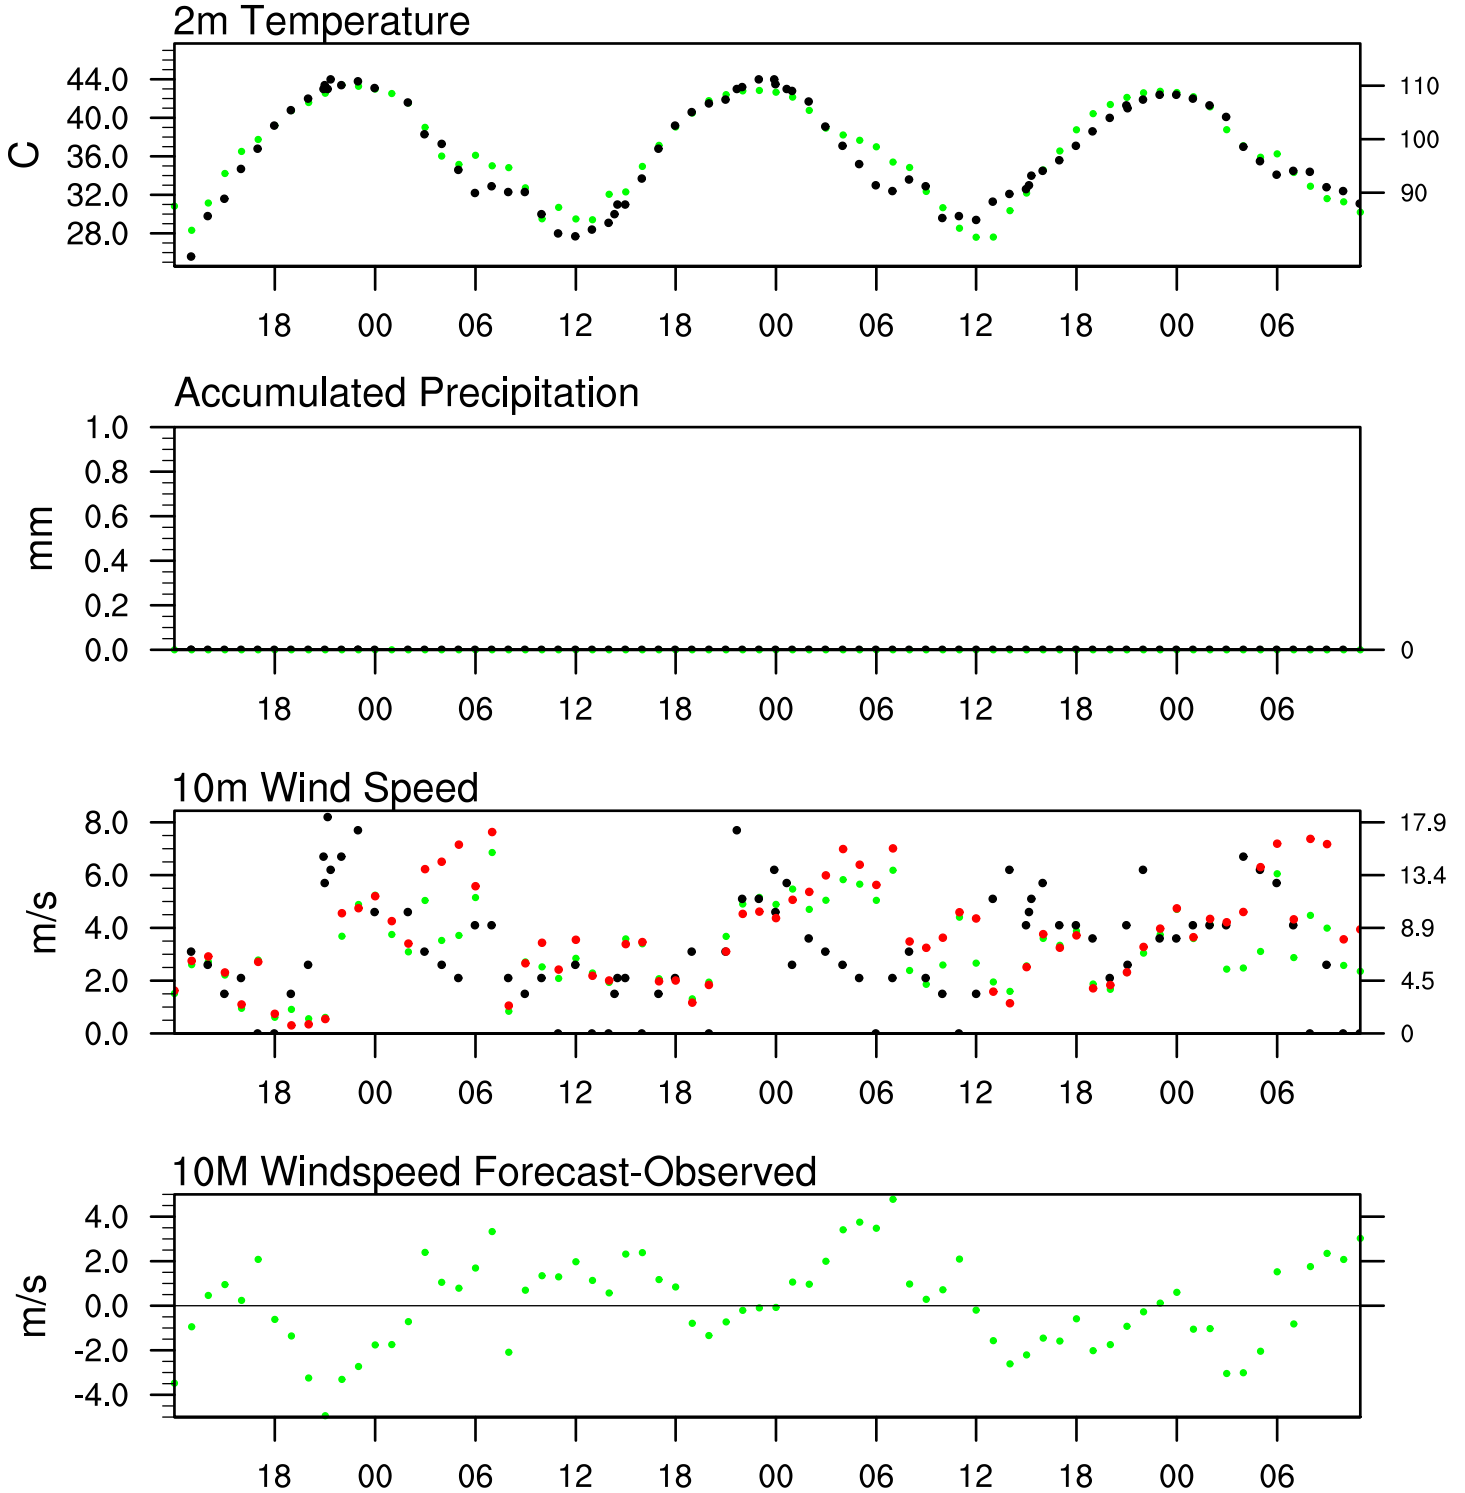 2m Temperature
44.0
40.0
36.0
32.0
28.0
C
110
100
90
18 00 06 12 18 00 06 12 18 00 06
Accumulated Precipitation
1.0
0.8
0.6
0.4
0.2
0.0
mm
0
18 00 06 12 18 00 06 12 18 00 06
10m Wind Speed
8.0
6.0
4.0
2.0
0.0
m/s
17.9
13.4
8.9
4.5
0
18 00 06 12 18 00 06 12 18 00 06
10M Windspeed Forecast-Observed
4.0
2.0
0.0
-2.0
-4.0
m/s
18 00 06 12 18 00 06 12 18 00 06